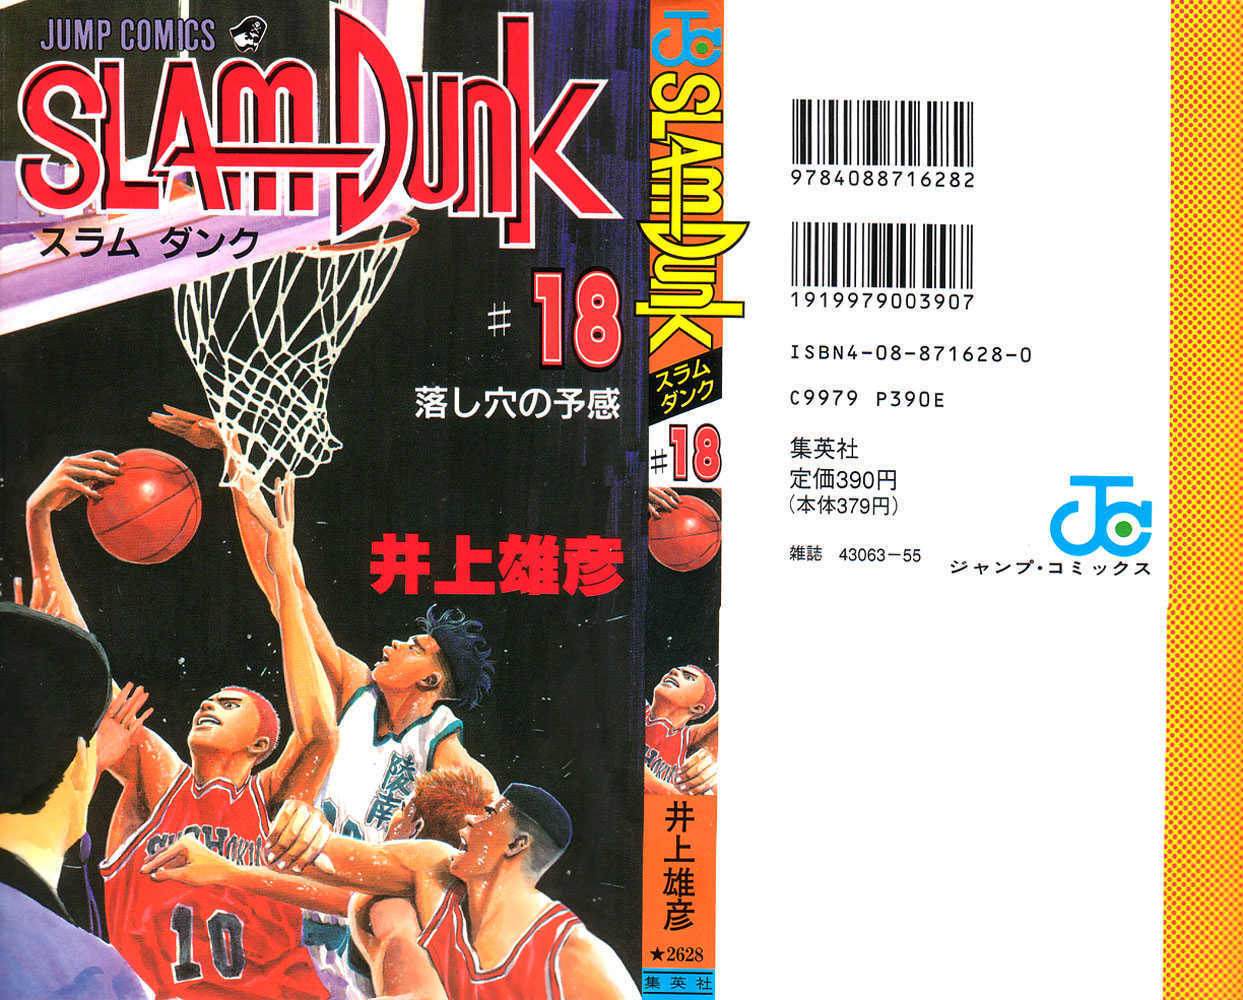 JUMP COMICS
SLAM DUNK
スラム ダンク
#18
落し穴の予感
井上雄彦
陵南
SHOHOKU
10
JC
SLAM DUNK
スラム
ダンク
#18
井上雄彦
★2628
集英社
9784088716282
1919979003907
ISBN4-08-871628-0
C9979 P390E
集英社
定価390円
(本体379円)
雑誌 43063-55
JC
ジャンプ・コミックス